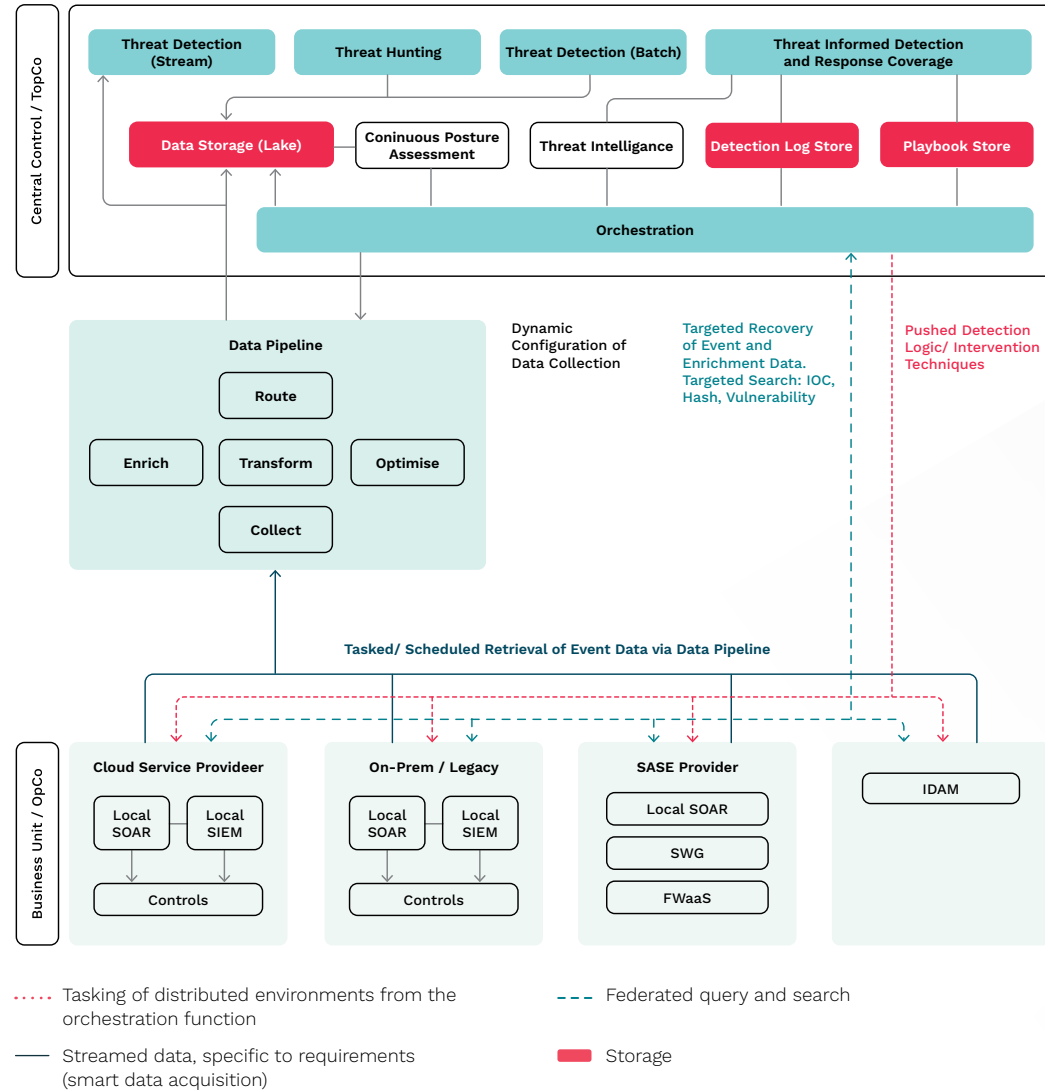 Central Control / TopCo
Threat Detection
(Stream)
Threat Hunting
Threat Detection (Batch)
Threat Informed Detection
and Response Coverage
Data Storage (Lake)
Coninuous Posture
Assessment
Threat Intelligance
Detection Log Store
Playbook Store
Orchestration
Data Pipeline
Route
Enrich
Transform
Optimise
Collect
Dynamic
Configuration of
Data Collection
Targeted Recovery
of Event and
Enrichment Data.
Targeted Search: IOC,
Hash, Vulnerability
Pushed Detection
Logic/ Intervention
Techniques
Tasked/ Scheduled Retrieval of Event Data via Data Pipeline
Business Unit / OpCo
Cloud Service Provideer
Local
SOAR
Local
SIEM
Controls
On-Prem / Legacy
Local
SOAR
Local
SIEM
Controls
SASE Provider
Local SOAR
SWG
FWaaS
IDAM
Tasking of distributed environments from the
orchestration function
Federated query and search
Streamed data, specific to requirements
(smart data acquisition)
Storage